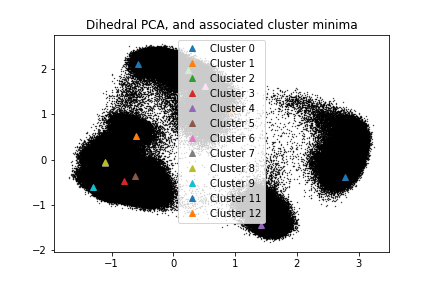 Dihedral PCA, and associated cluster minima
2
1
0
−1
−2
−1
0
1
2
3
Cluster 0
Cluster 1
Cluster 2
Cluster 3
Cluster 4
Cluster 5
Cluster 6
Cluster 7
Cluster 8
Cluster 9
Cluster 11
Cluster 12